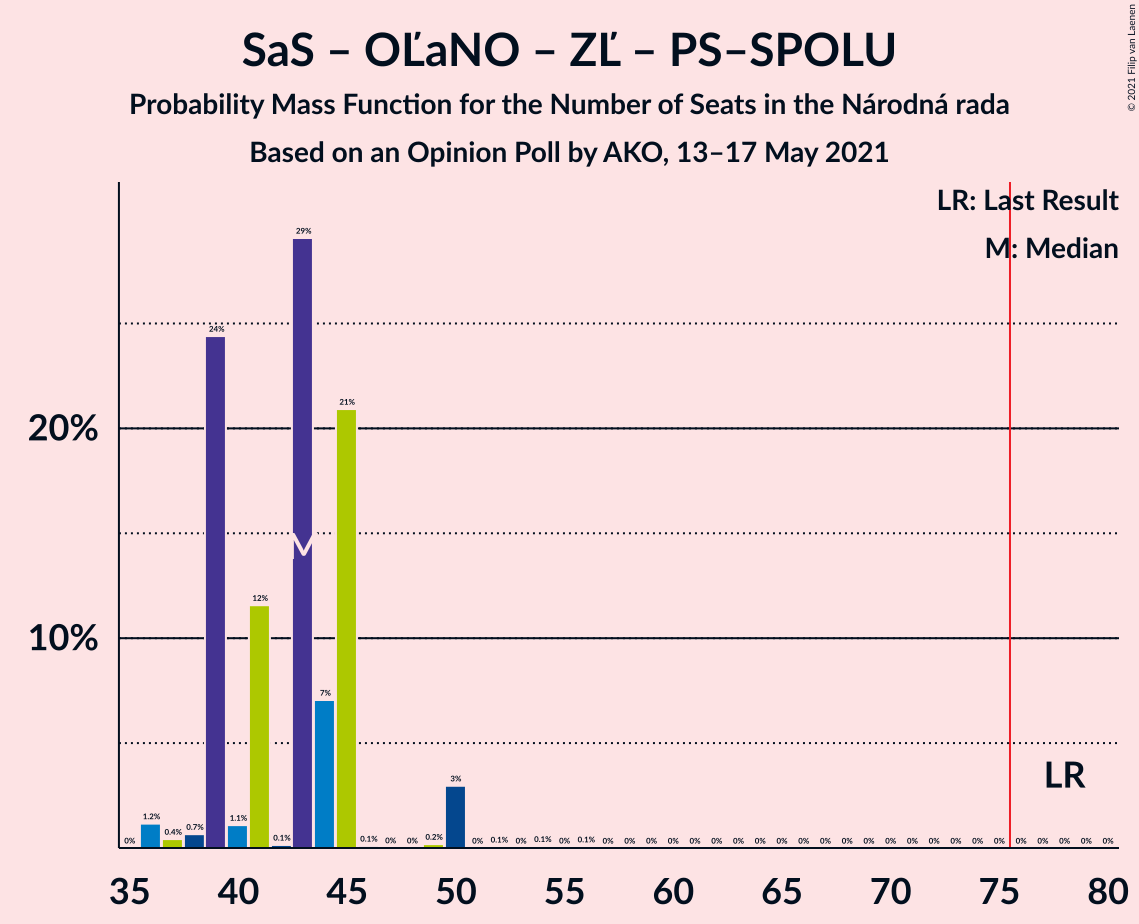 SaS – OĽaNO – ZĽ – PS–SPOLU
Probability Mass Function for the Number of Seats in the Národná rada
Based on an Opinion Poll by AKO, 13–17 May 2021
© 2021 Filip van Laenen
LR: Last Result
M: Median
29%
24%
21%
20%
12%
M
10%
7%
LR
3%
0% 1.2% 0.4% 0.7% 1.1% 0.1% 0.1% 0% 0% 0.2% 0% 0.1% 0% 0.1% 0% 0.1% 0% 0% 0% 0% 0% 0% 0% 0% 0% 0% 0% 0% 0% 0% 0% 0% 0% 0% 0% 0% 0% 0% 0% 0%
35 40 45 50 55 60 65 70 75 80